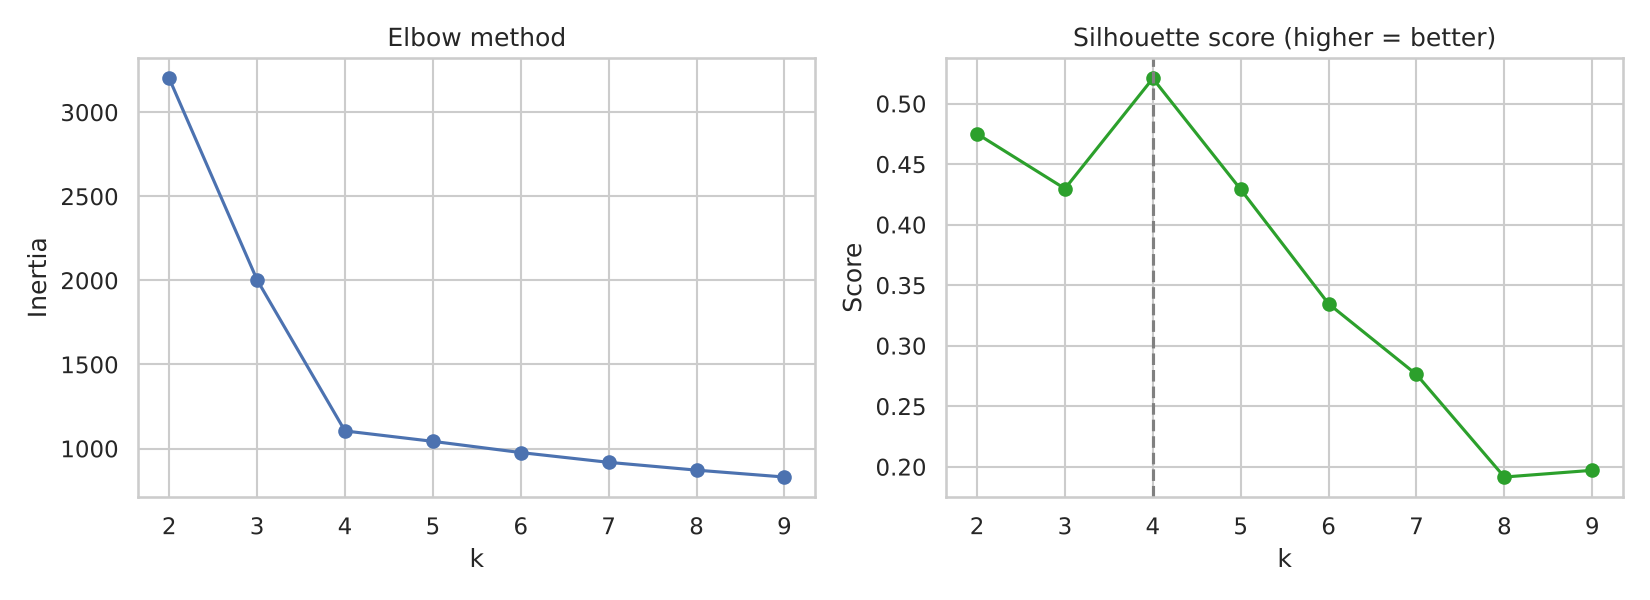 Elbow method
3000
2500
2000
1500
1000
Inertia
2 3 4 5 6 7 8 9
k
Silhouette score (higher = better)
0.50
0.45
0.40
0.35
0.30
0.25
0.20
Score
2 3 4 5 6 7 8 9
k